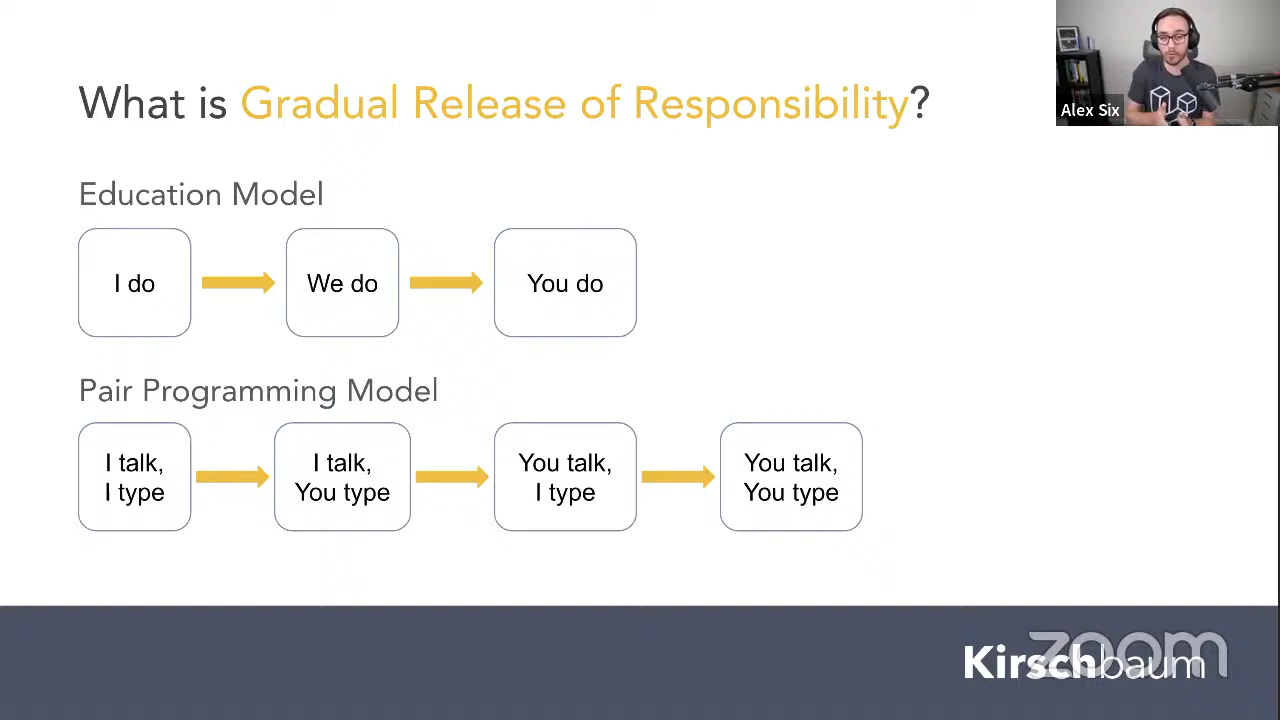 What is Gradual Release of Responsibility?
Alex Six
Education Model
I do
We do
You do
Pair Programming Model
I talk,
I type
I talk,
You type
You talk,
I type
You talk,
You type
Kirschbaum
zoom